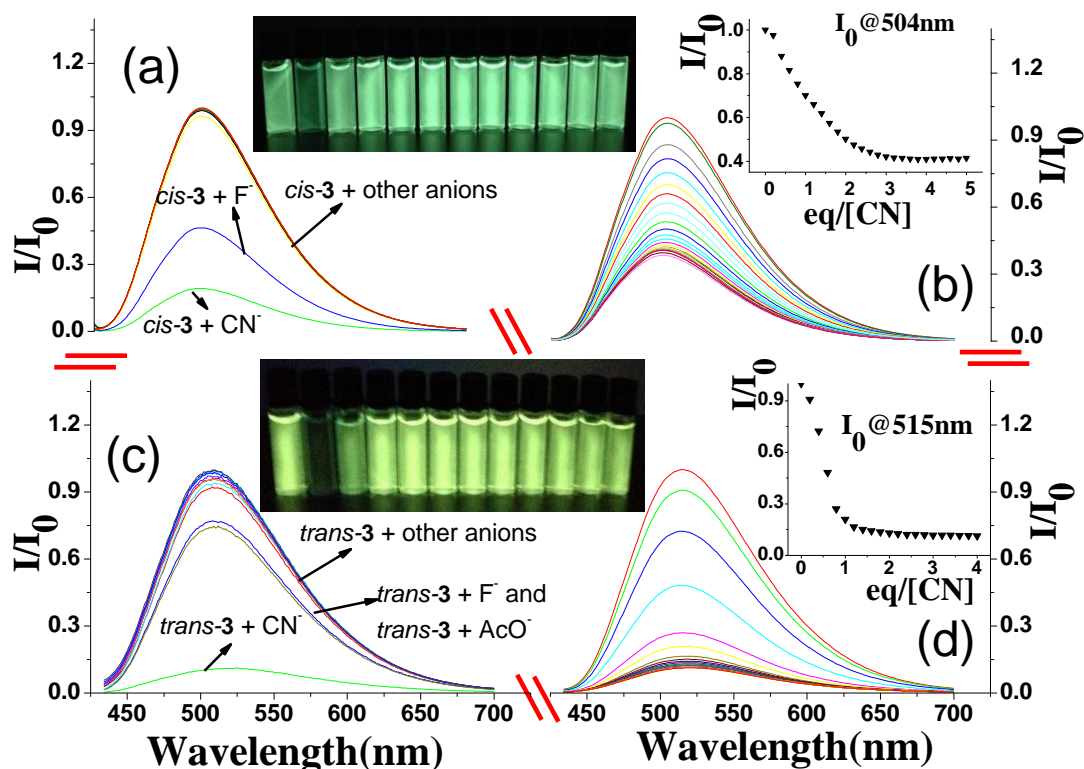 (a)
1.2
0.9
0.6
0.3
0.0
I/I0
cis-3 + F-
cis-3 + other anions
cis-3 + CN-
I0@504nm
I/I0
1.0
0.8
0.6
0.4
0 1 2 3 4 5
eq/[CN]
1.2
0.9
0.6
0.3
0.0
I/I0
(b)
(c)
1.2
0.9
0.6
0.3
0.0
I/I0
trans-3 + other anions
trans-3 + F- and
trans-3 + AcO-
trans-3 + CN-
450 500 550 600 650 700
Wavelength(nm)
I0@515nm
I/I0
0.9
0.6
0.3
0.0
0 1 2 3 4
eq/[CN]
1.2
0.9
0.6
0.3
0.0
I/I0
(d)
450 500 550 600 650 700
Wavelength(nm)